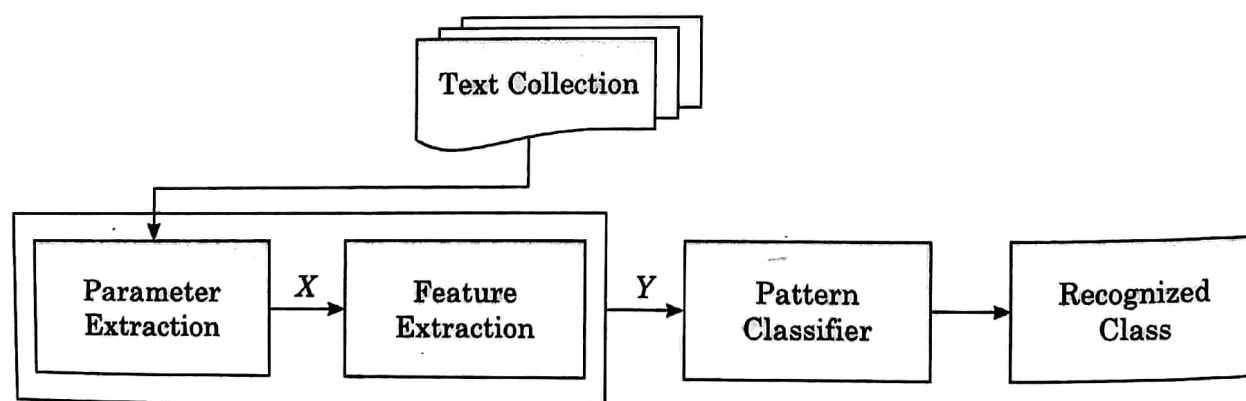 Text Collection
Parameter
Extraction
X
Feature
Extraction
Y
Pattern
Classifier
Recognized
Class